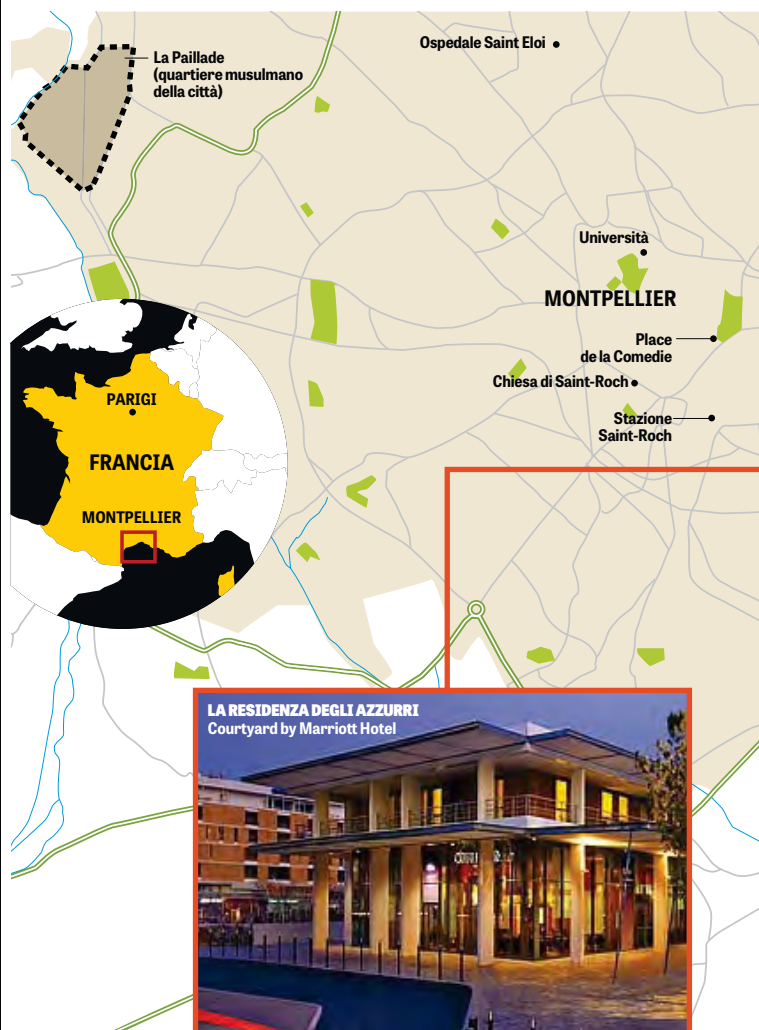 La Paillade
(quartiere musulmano
della città)
Ospedale Saint Eloi
Università
MONTPELLIER
Place
de la Comedie
Chiesa di Saint-Roch
Stazione
Saint-Roch
PARIGI
FRANCIA
MONTPELLIER
LA RESIDENZA DEGLI AZZURRI
Courtyard by Marriott Hotel